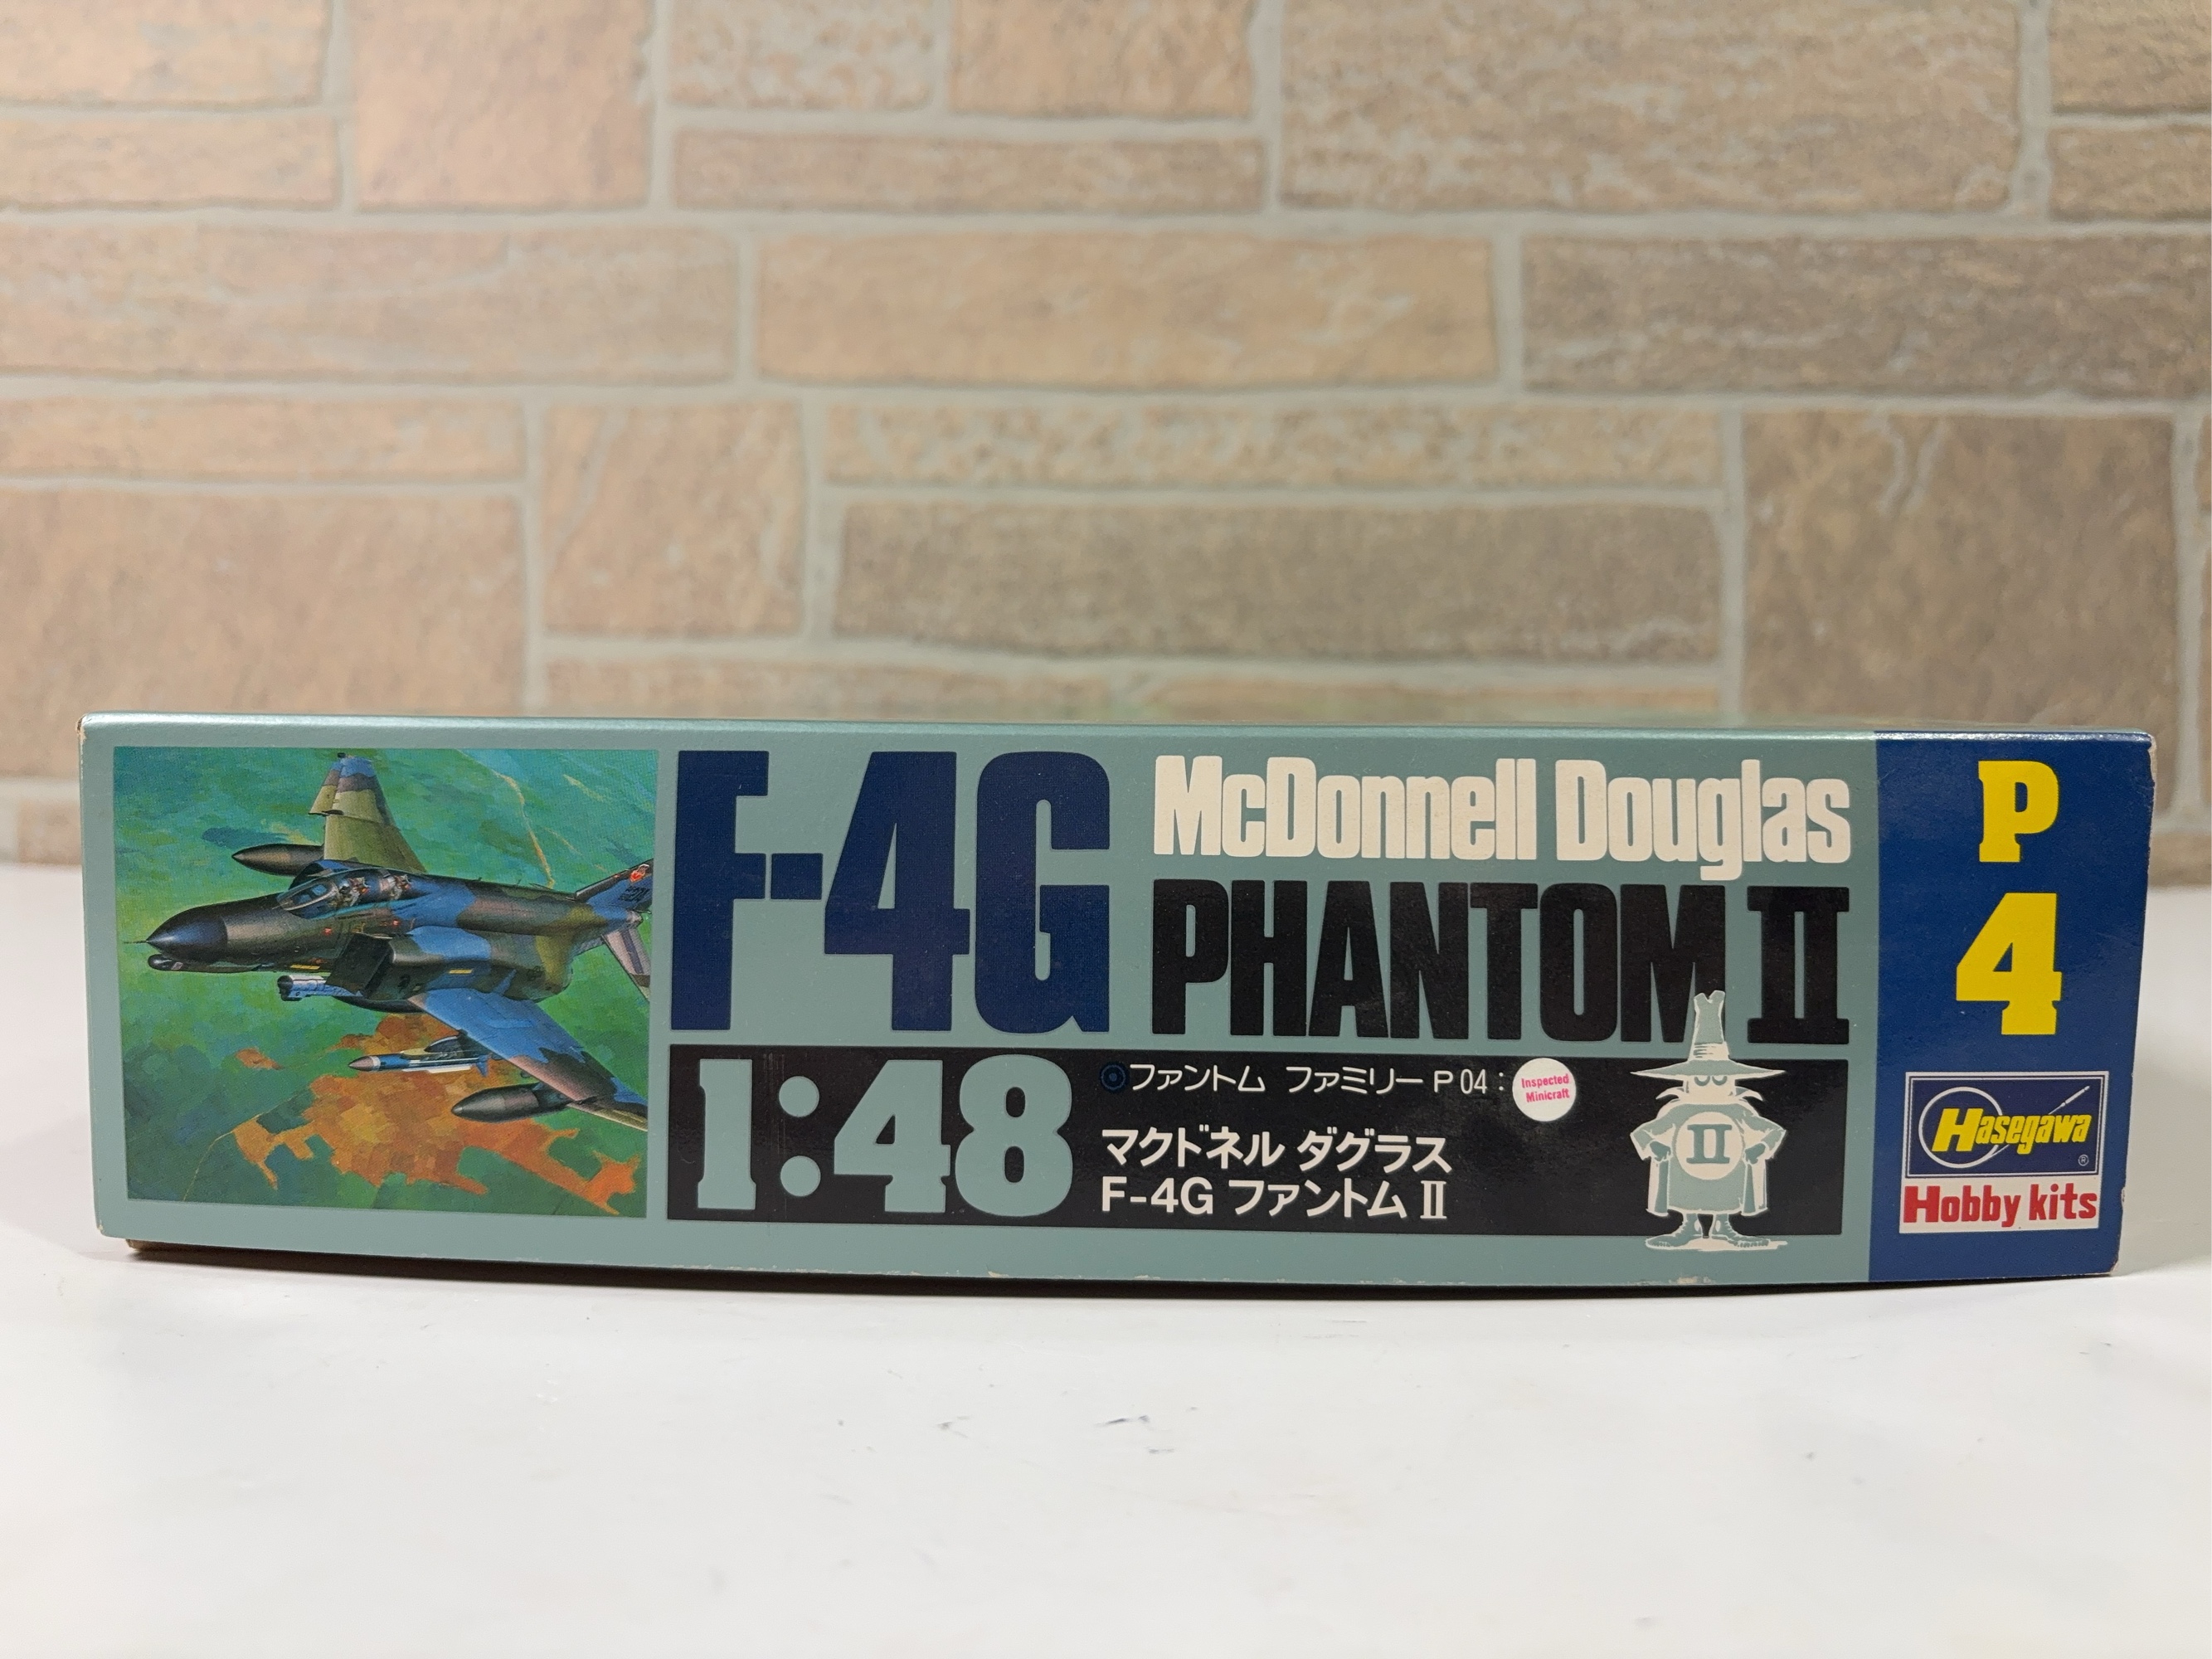 F-4G
McDonnell Douglas
PHANTOM II
1:48
ファントム ファミリー P 04 :
Inspected
Minicraft
マクドネル ダグラス
F-4G ファントム II
II
P
4
Hasegawa
®
Hobby kits